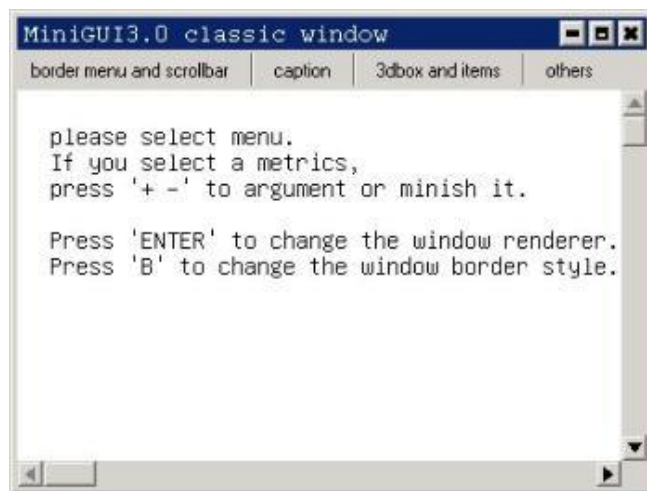 MiniGUI3.0 classic window
border menu and scrollbar caption 3dbox and items others
please select menu.
If you select a metrics,
press '+ -' to argument or minish it.
Press 'ENTER' to change the window renderer.
Press 'B' to change the window border style.